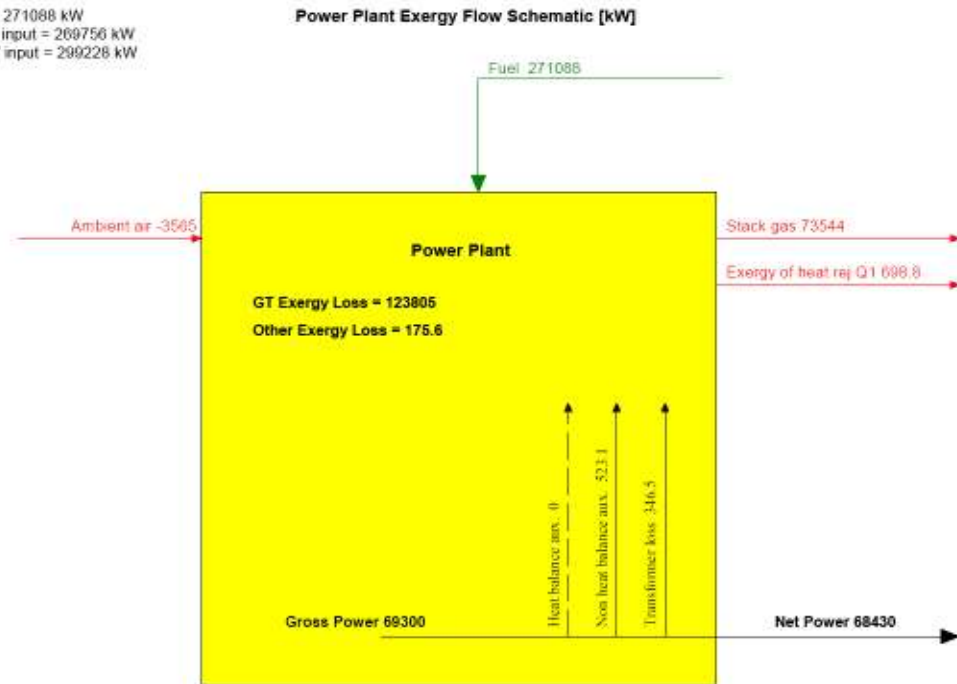 271088 kW
input = 269756 kW
input = 299228 kW
Power Plant Exergy Flow Schematic [kW]
Fuel 271088
Ambient air -3565
Power Plant
Stack gas 73544
Exergy of heat rej Q1 698.8
GT Exergy Loss = 123805
Other Exergy Loss = 175.6
Heat balance aux. 0
Non heat balance aux. 523.1
Transformer loss 346.5
Gross Power 69300
Net Power 68430